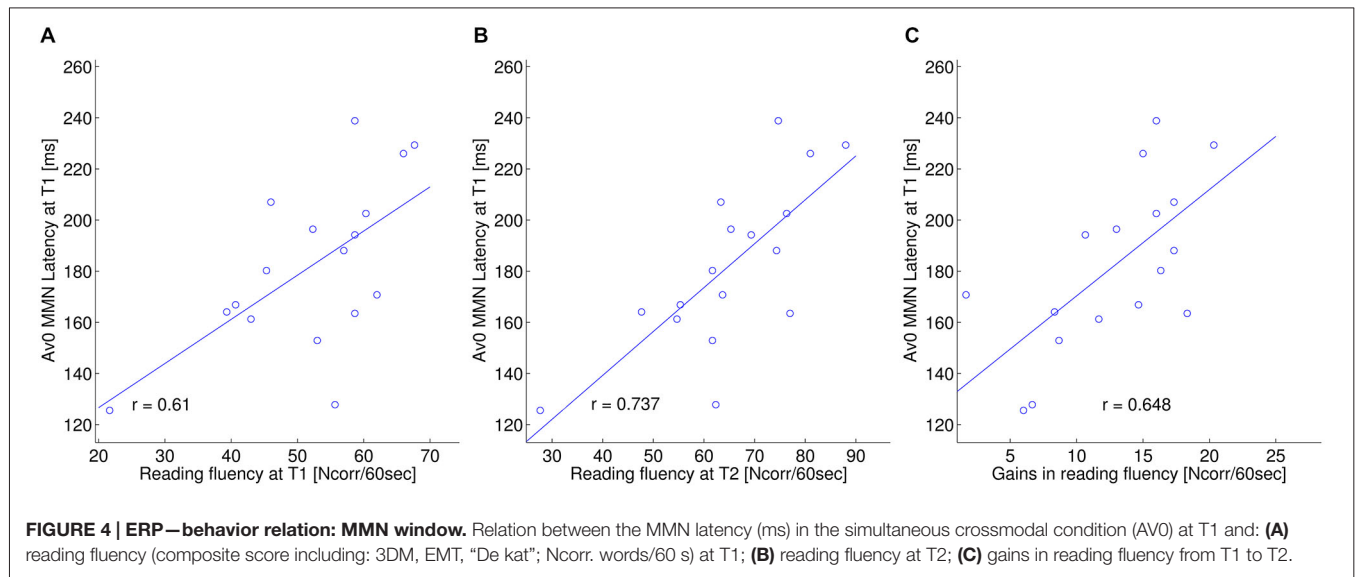 A
B
C
260
240
220
200
180
160
140
120
Av0 MMN Latency at T1 [ms]
r = 0.61
20 30 40 50 60 70
Reading fluency at T1 [Ncorr/60sec]
260
240
220
200
180
160
140
120
Av0 MMN Latency at T1 [ms]
r = 0.737
30 40 50 60 70 80 90
Reading fluency at T2 [Ncorr/60sec]
260
240
220
200
180
160
140
120
Av0 MMN Latency at T1 [ms]
r = 0.648
5 10 15 20 25
Gains in reading fluency [Ncorr/60sec]
FIGURE 4 | ERP—behavior relation: MMN window. Relation between the MMN latency (ms) in the simultaneous crossmodal condition (AV0) at T1 and: (A)
reading fluency (composite score including: 3DM, EMT, “De kat”; Ncorr. words/60 s) at T1; (B) reading fluency at T2; (C) gains in reading fluency from T1 to T2.